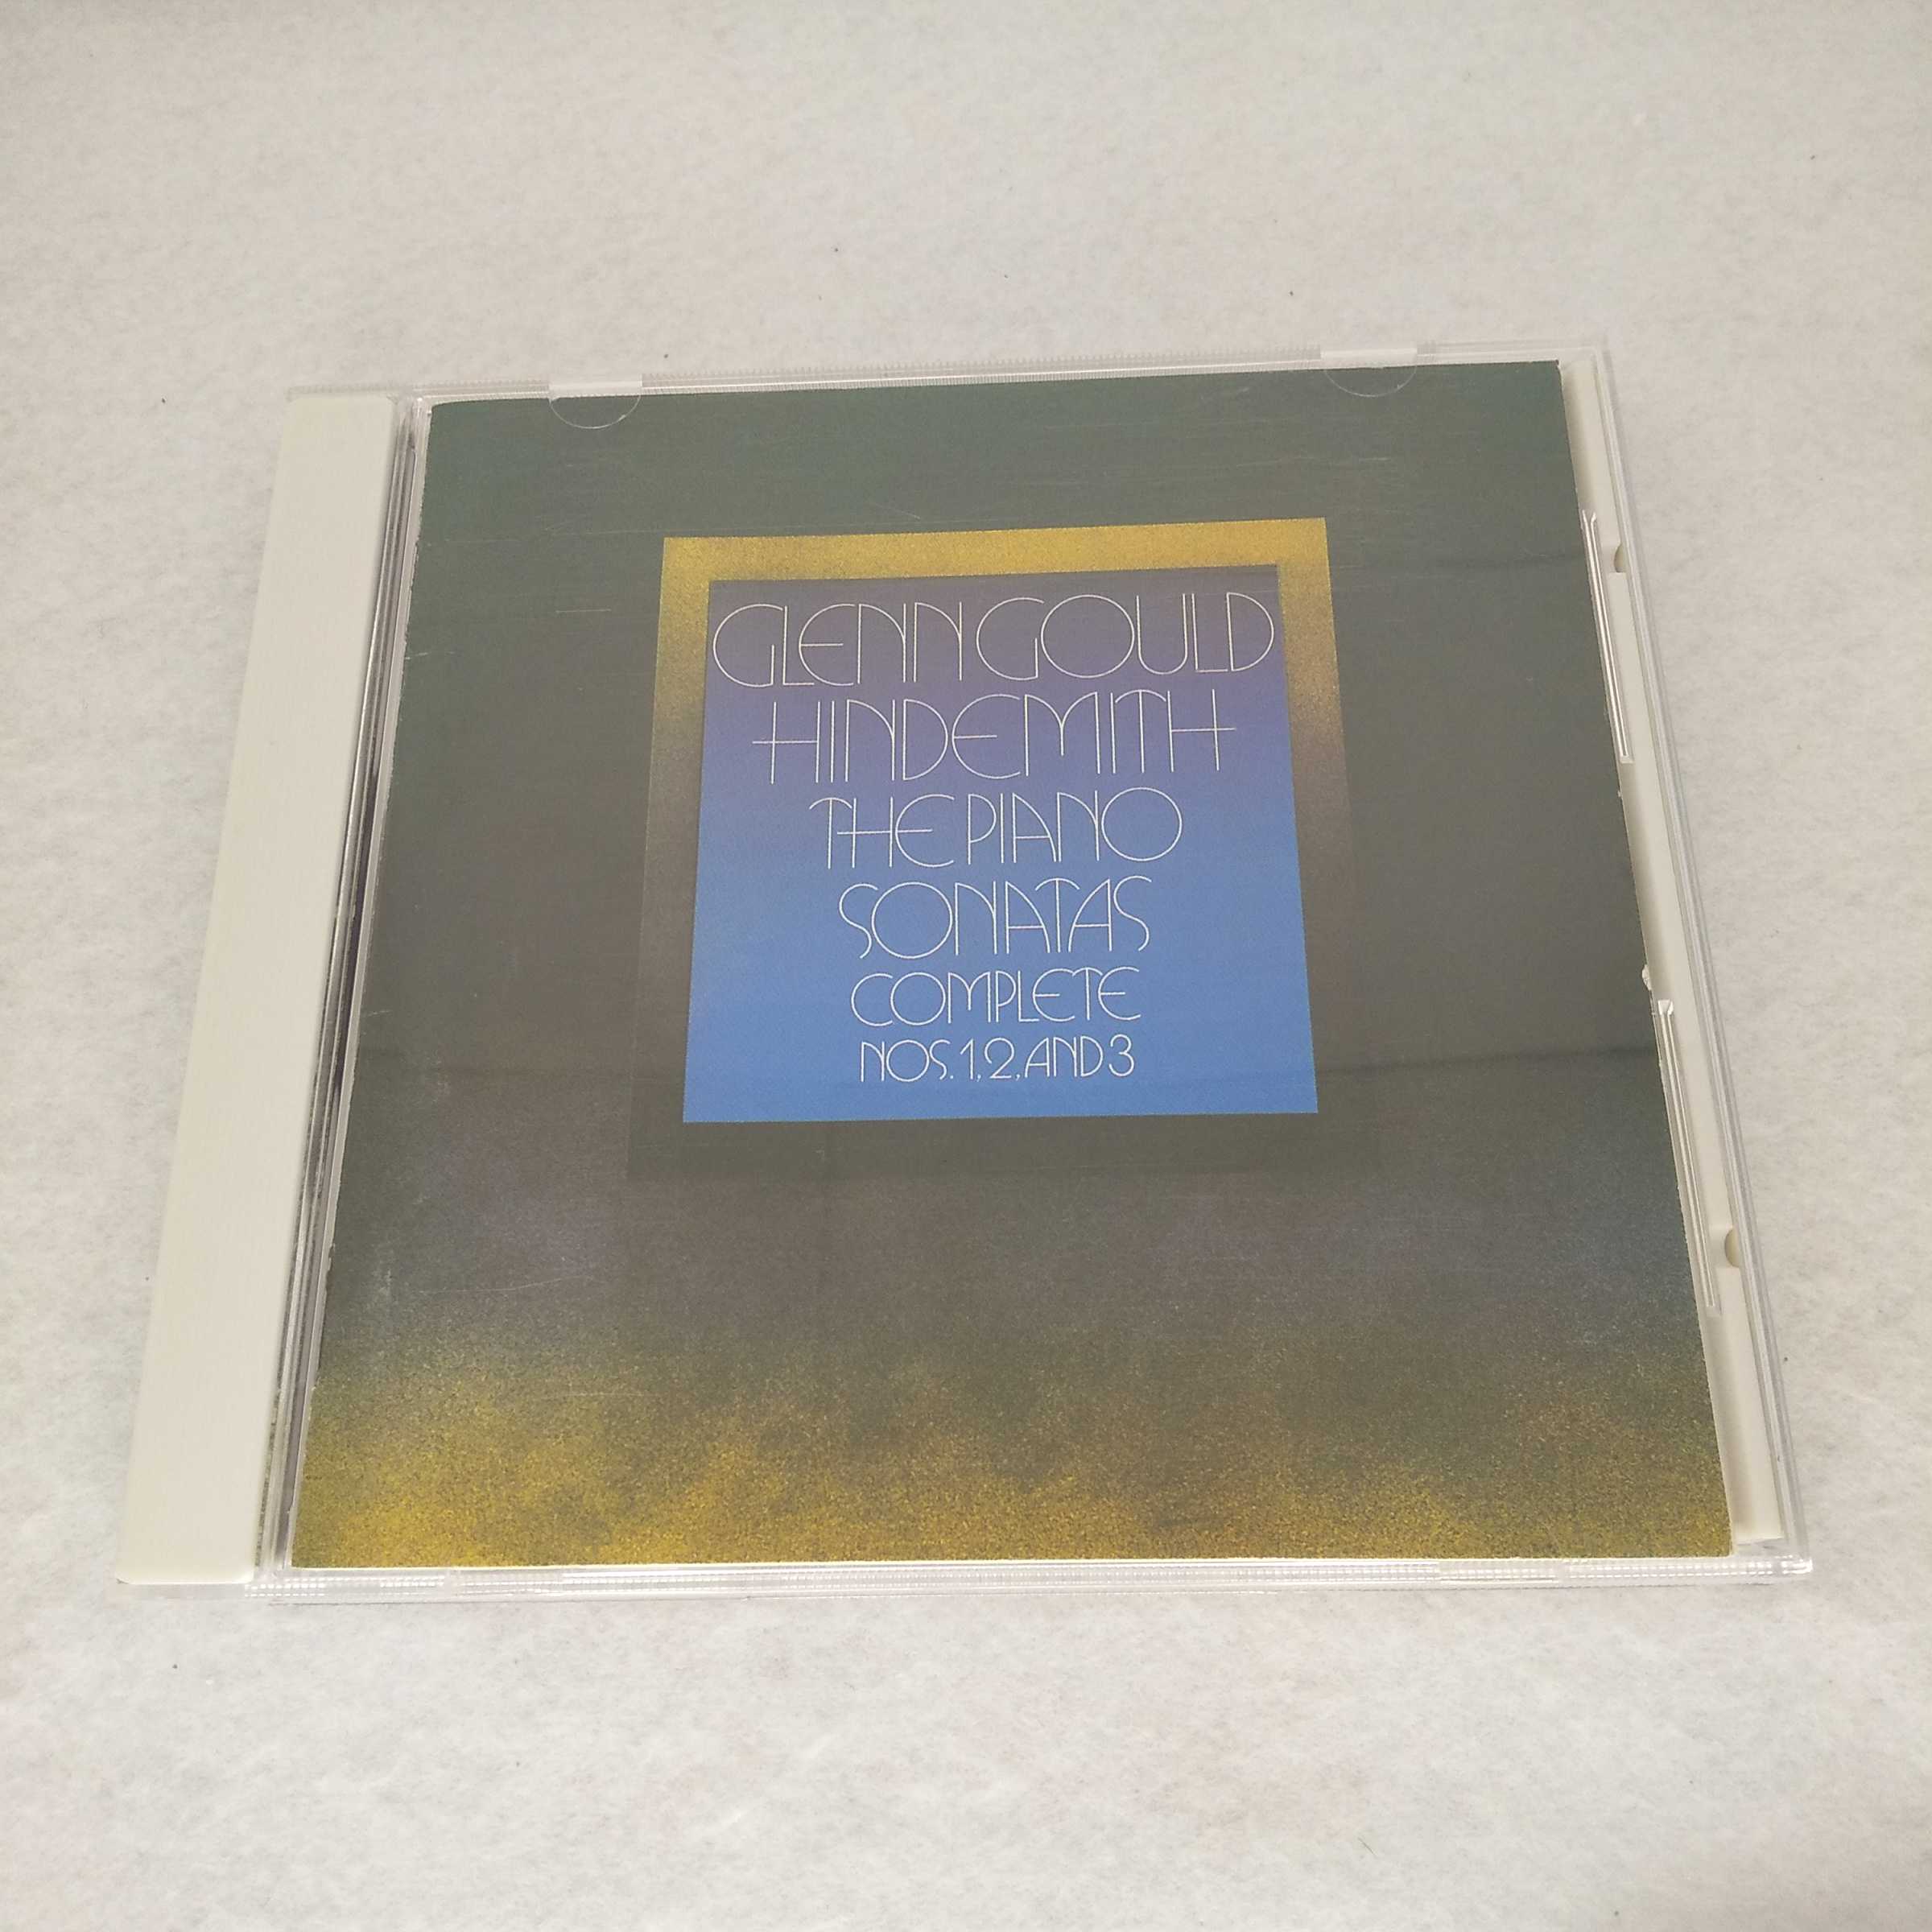 GLENN GOULD
HINDEMITH
THE PIANO
SONATAS
COMPLETE
NOS. 1, 2, AND 3